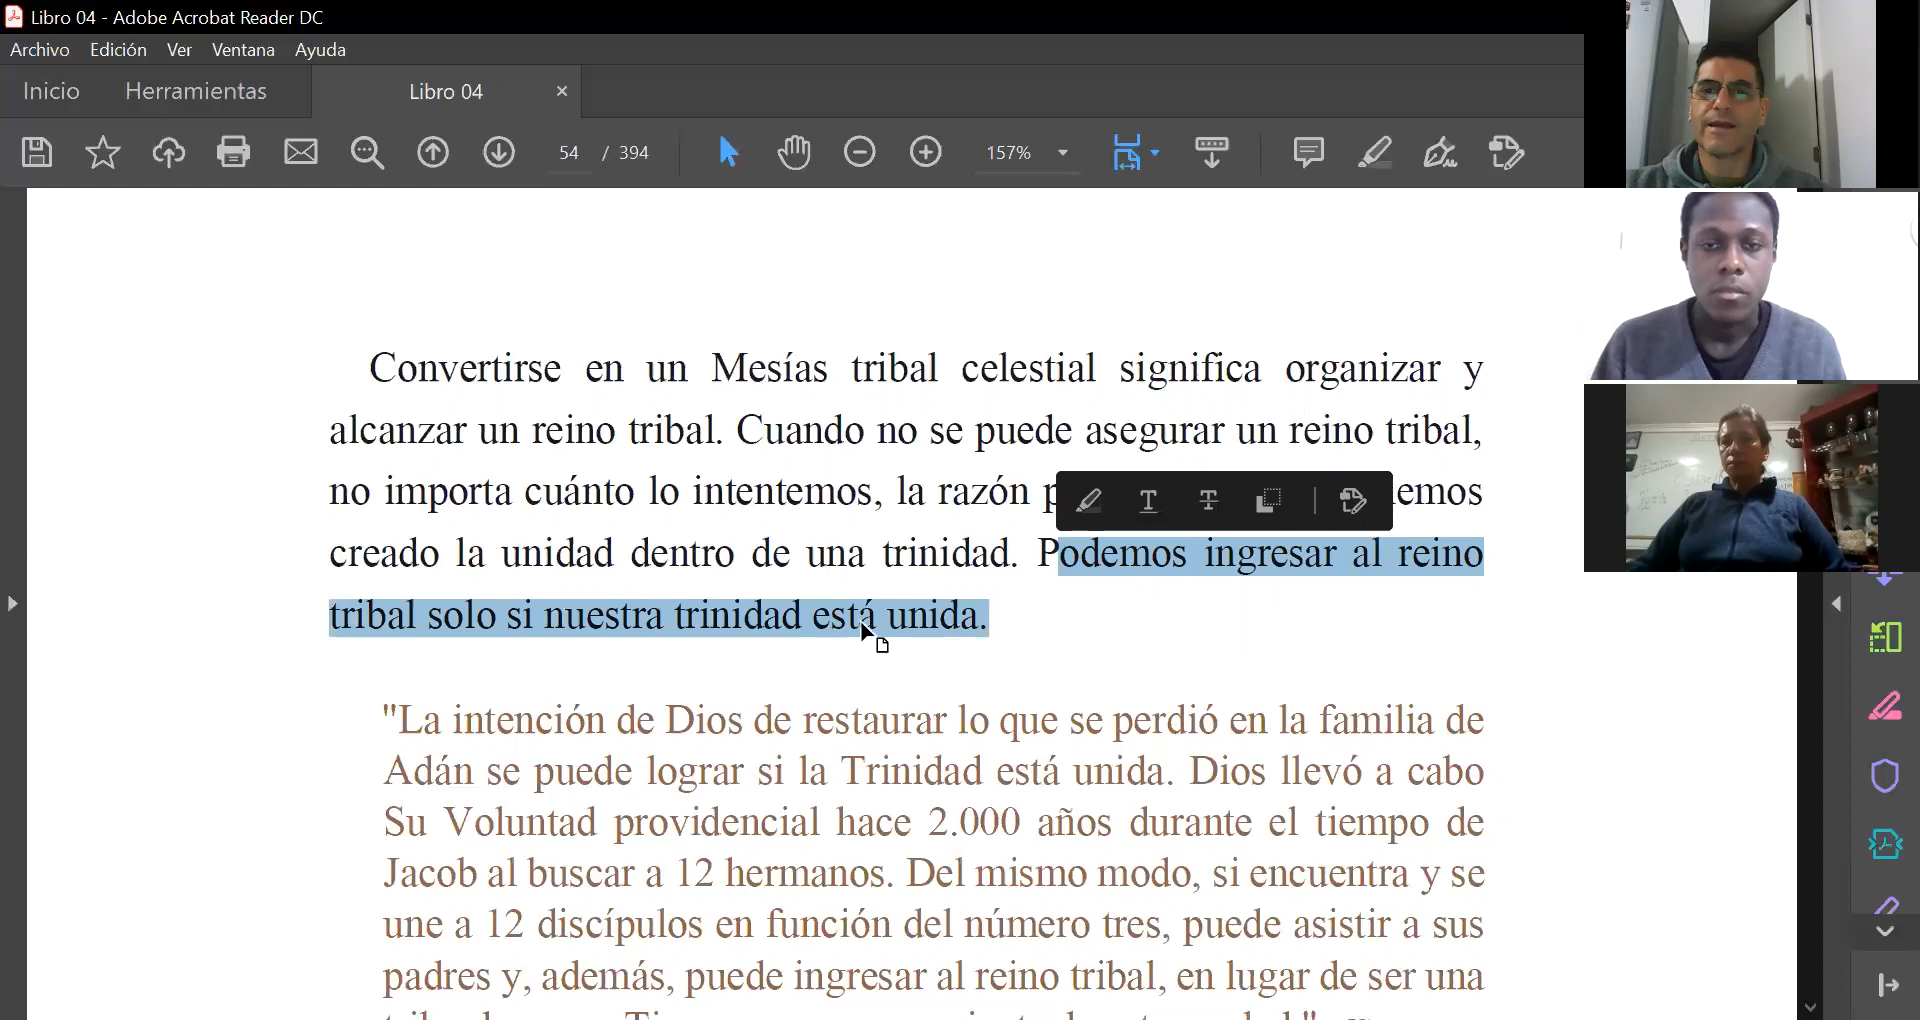 Libro 04 - Adobe Acrobat Reader DC
Archivo Edición Ver Ventana Ayuda
Inicio Herramientas Libro 04
54 / 394 157%
Convertirse en un Mesías tribal celestial significa organizar y
alcanzar un reino tribal. Cuando no se puede asegurar un reino tribal,
no importa cuánto lo intentemos, la razón
creado la unidad dentro de una trinidad. Podemos ingresar al reino
tribal solo si nuestra trinidad está unida.
"La intención de Dios de restaurar lo que se perdió en la familia de
Adán se puede lograr si la Trinidad está unida. Dios llevó a cabo
Su Voluntad providencial hace 2.000 años durante el tiempo de
Jacob al buscar a 12 hermanos. Del mismo modo, si encuentra y se
une a 12 discípulos en función del número tres, puede asistir a sus
padres y, además, puede ingresar al reino tribal, en lugar de ser una